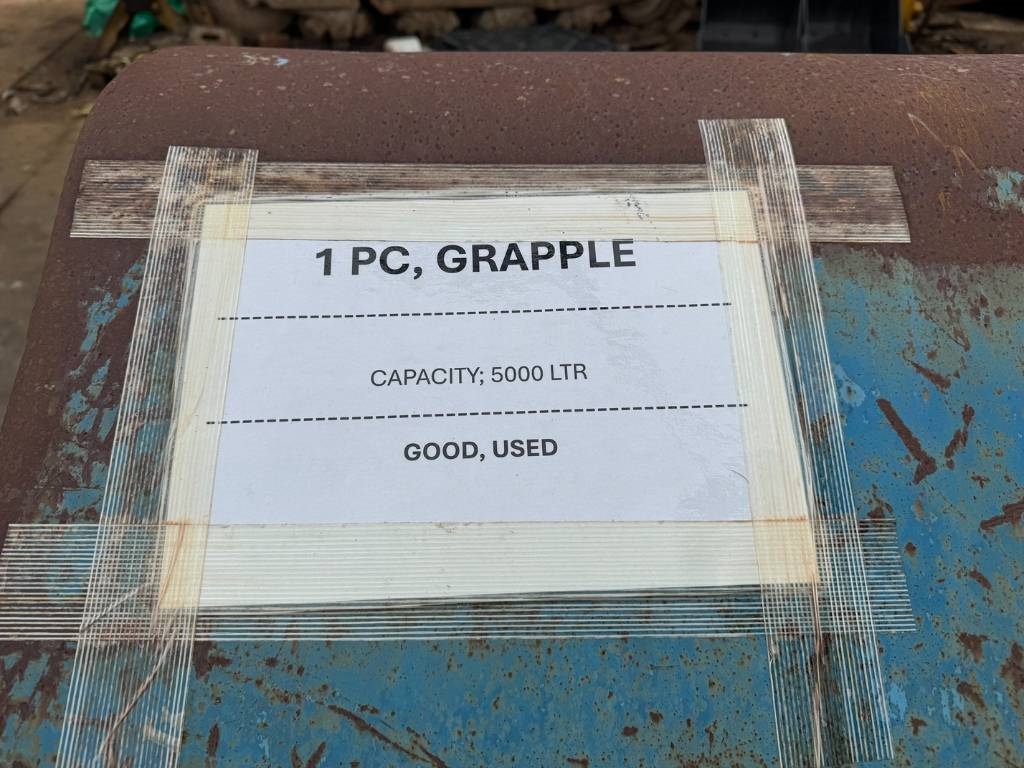 1 PC, GRAPPLE
CAPACITY; 5000 LTR
GOOD, USED